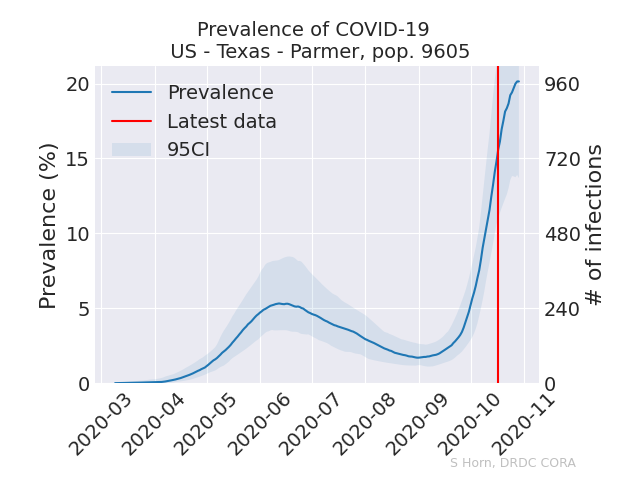 Prevalence of COVID-19
US - Texas - Parmer, pop. 9605
Prevalence
Latest data
95CI
Prevalence (%)
20
15
10
5
0
960
720
480
240
0
# of infections
2020-03
2020-04
2020-05
2020-06
2020-07
2020-08
2020-09
2020-10
2020-11
S Horn, DRDC CORA